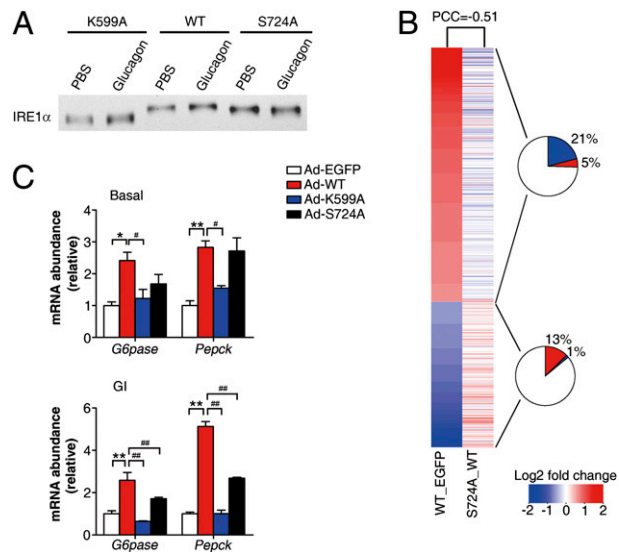 A
K599A WT S724A
PBS Glucagon PBS Glucagon PBS Glucagon
IRE1α
B
PCC=-0.51
21%
5%
13%
1%
WT_EGFP
S724A_WT
Log2 fold change
-2 -1 0 1 2
C
Ad-EGFP
Ad-WT
Ad-K599A
Ad-S724A
Basal
mRNA abundance
(relative)
4
3
2
1
0
* #
** #
G6pase Pepck
GI
mRNA abundance
(relative)
6
4
2
0
** ## ##
** ## ##
G6pase Pepck